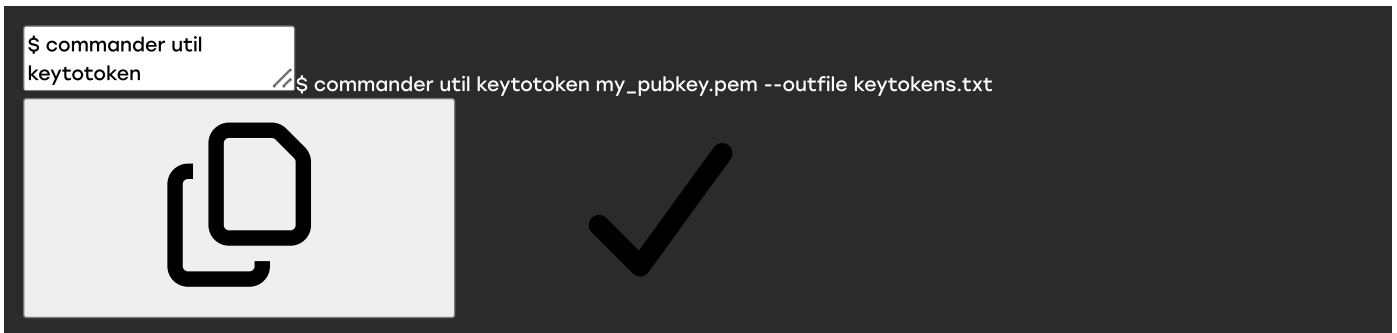 $ commander util
keytotoken
$ commander util keytotoken my_pubkey.pem --outfile keytokens.txt